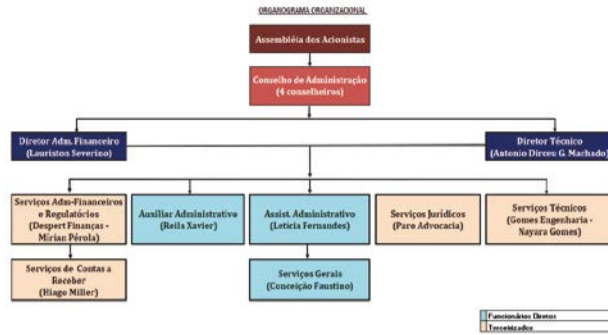 ORGANOGRAMA ORGANIZACIONAL
Assembléia dos Acionistas
Conselho de Administração
(4 conselheiros)
Diretor Adm. Financeiro
(Lauriston Severino)
Diretor Técnico
(Antonio Dirceu G. Machado)
Serviços Adm-Financeiros
e Regulatórios
(Despert Finanças -
Mirian Pérola)
Auxiliar Administrativo
(Reila Xavier)
Assist. Administrativo
(Letícia Fernandes)
Serviços Jurídicos
(Paro Advocacia)
Serviços Técnicos
(Gomes Engenharia -
Nayara Gomes)
Serviços de Contas a
Receber
(Hiago Miller)
Serviços Gerais
(Conceição Faustino)
Funcionários Diretos
Terceirizados